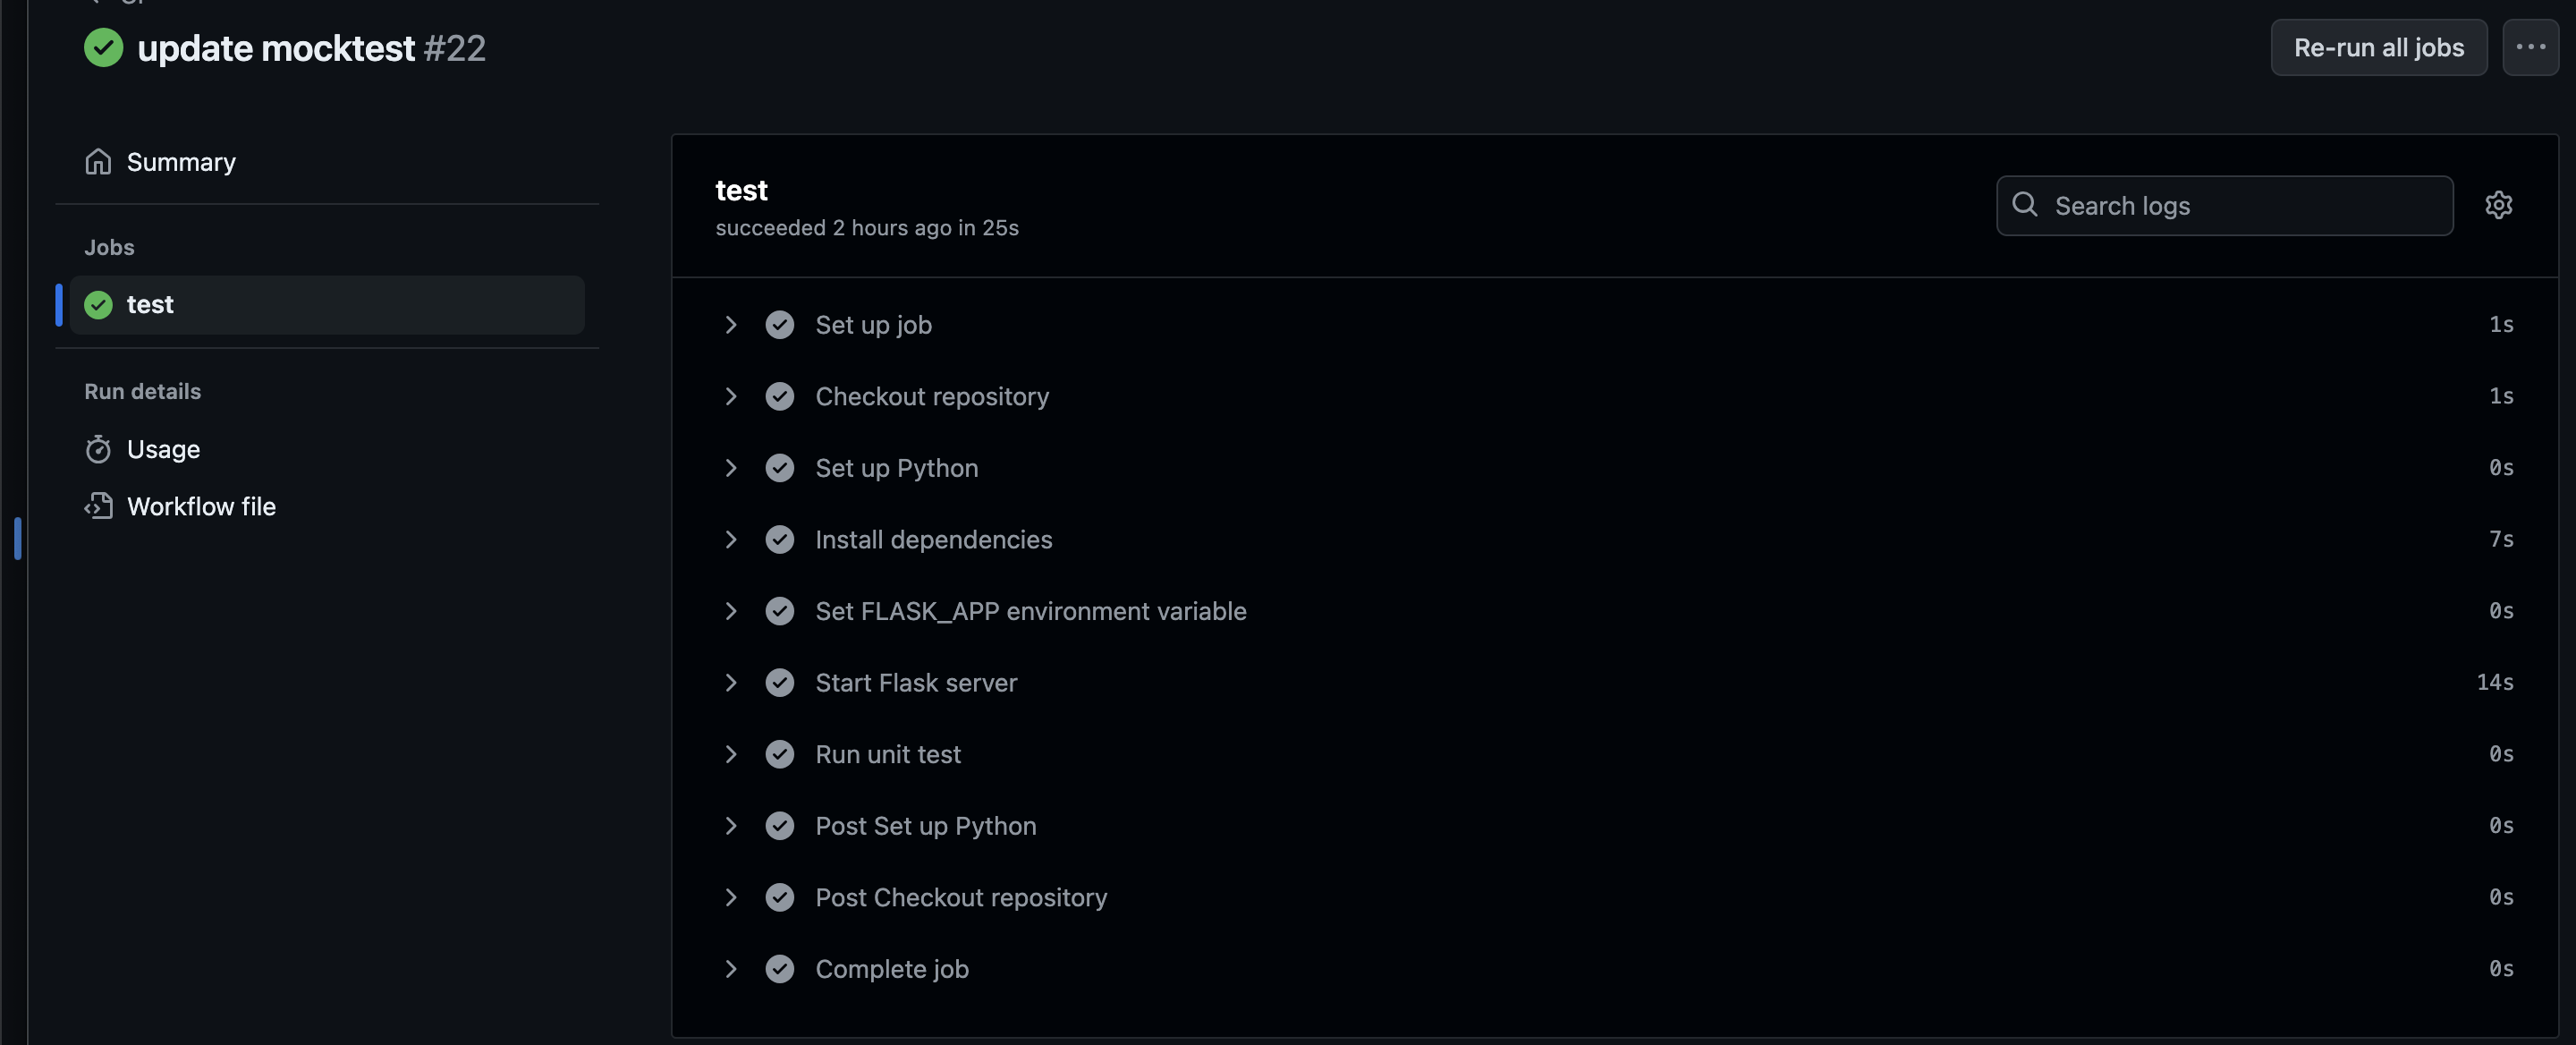 update mocktest #22
Re-run all jobs
Summary
Jobs
test
Run details
Usage
Workflow file
test
succeeded 2 hours ago in 25s
Search logs
Set up job 1s
Checkout repository 1s
Set up Python 0s
Install dependencies 7s
Set FLASK_APP environment variable 0s
Start Flask server 14s
Run unit test 0s
Post Set up Python 0s
Post Checkout repository 0s
Complete job 0s